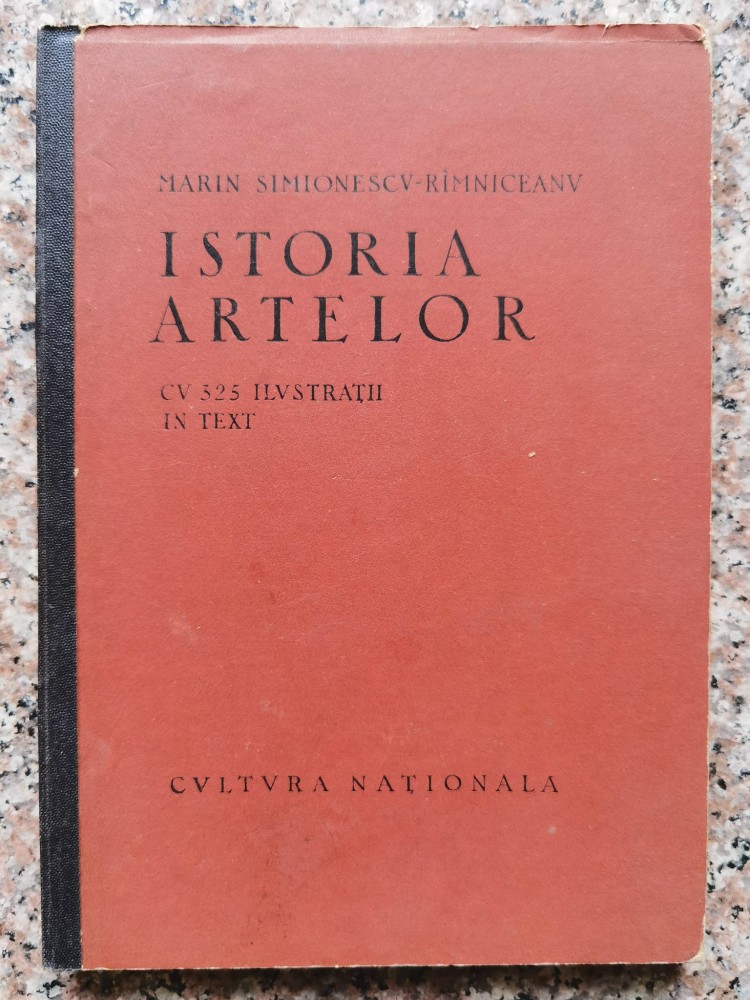 MARIN SIMIONESCV-RÎMNICEANV
ISTORIA
ARTELOR
CV 325 ILVSTRAȚII
IN TEXT
CVLTVRA NAȚIONALA